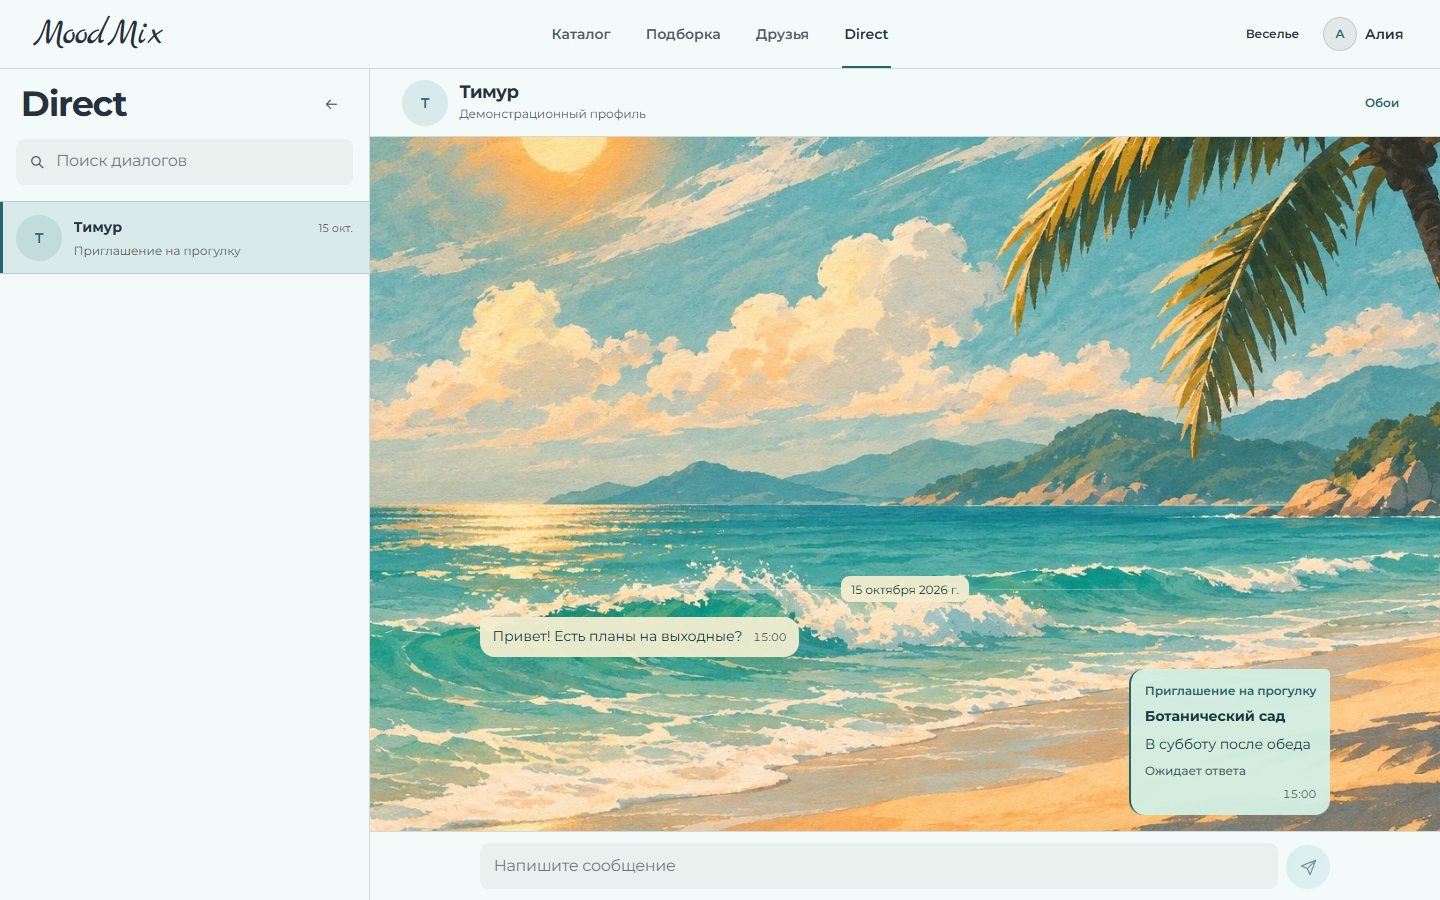 MoodMix
Каталог
Подборка
Друзья
Direct
Веселье
А
Алия
Direct
Поиск диалогов
Т
Тимур
15 окт.
Приглашение на прогулку
Т
Тимур
Демонстрационный профиль
Обои
15 октября 2026 г.
Привет! Есть планы на выходные? 15:00
Приглашение на прогулку
Ботанический сад
В субботу после обеда
Ожидает ответа
15:00
Напишите сообщение